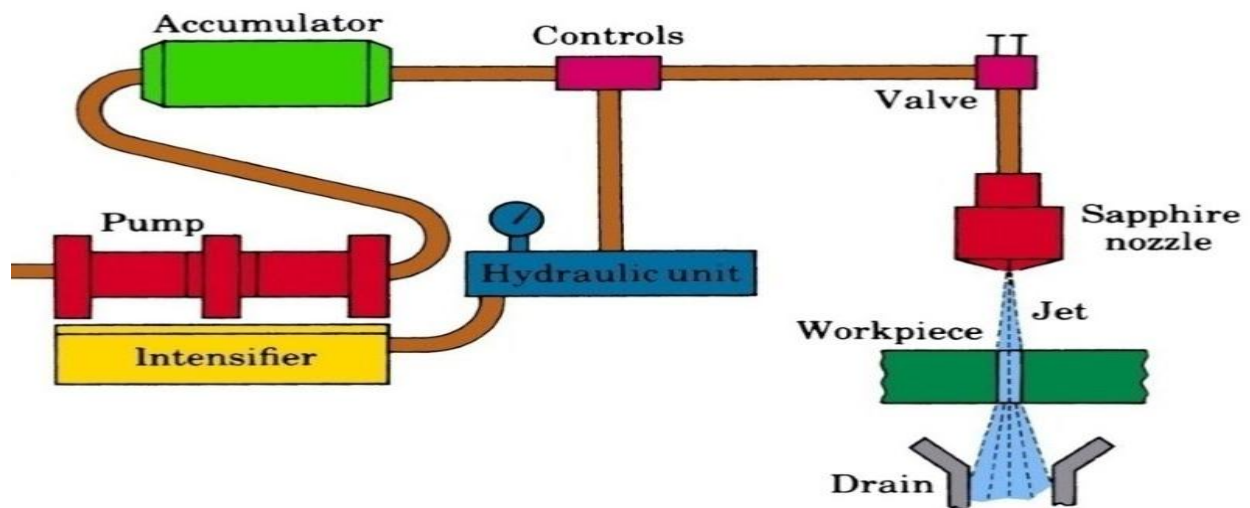 Accumulator
Controls
Valve
Pump
Sapphire
nozzle
Hydraulic unit
Jet
Workpiece
Intensifier
Drain